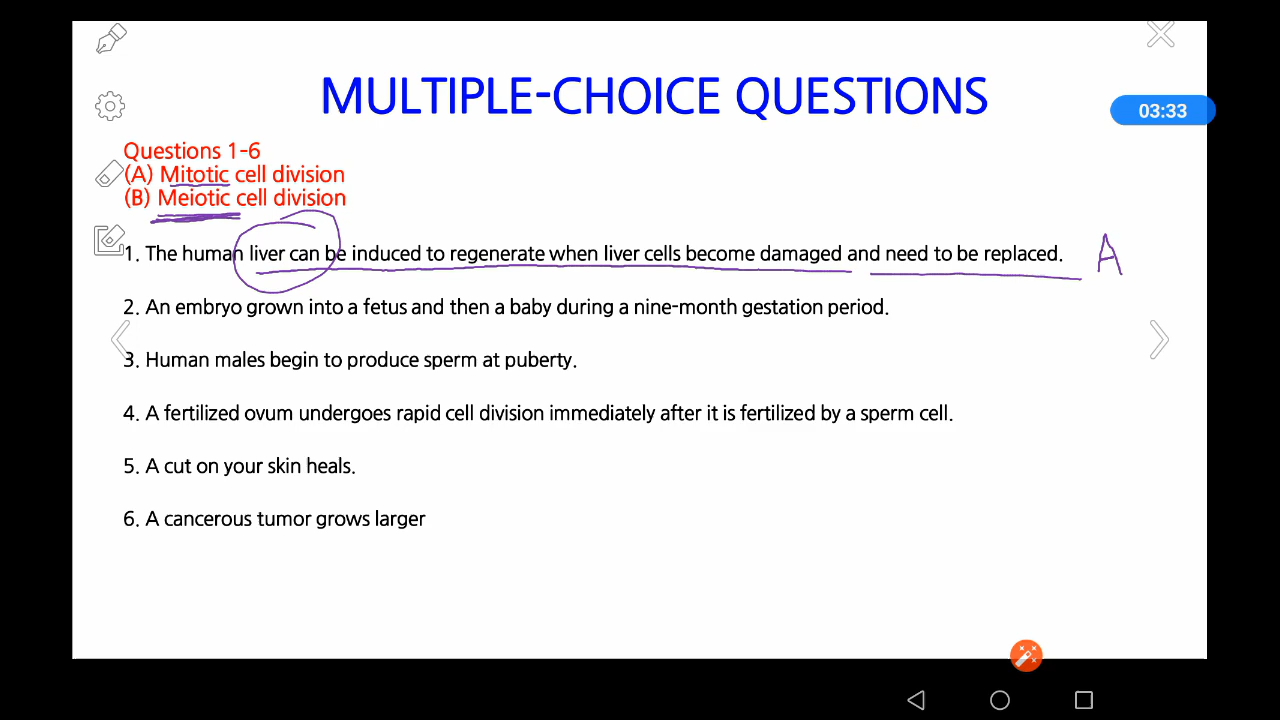 MULTIPLE-CHOICE QUESTIONS
03:33
Questions 1-6
(A) Mitotic cell division
(B) Meiotic cell division
1. The human liver can be induced to regenerate when liver cells become damaged and need to be replaced. A
2. An embryo grown into a fetus and then a baby during a nine-month gestation period.
3. Human males begin to produce sperm at puberty.
4. A fertilized ovum undergoes rapid cell division immediately after it is fertilized by a sperm cell.
5. A cut on your skin heals.
6. A cancerous tumor grows larger